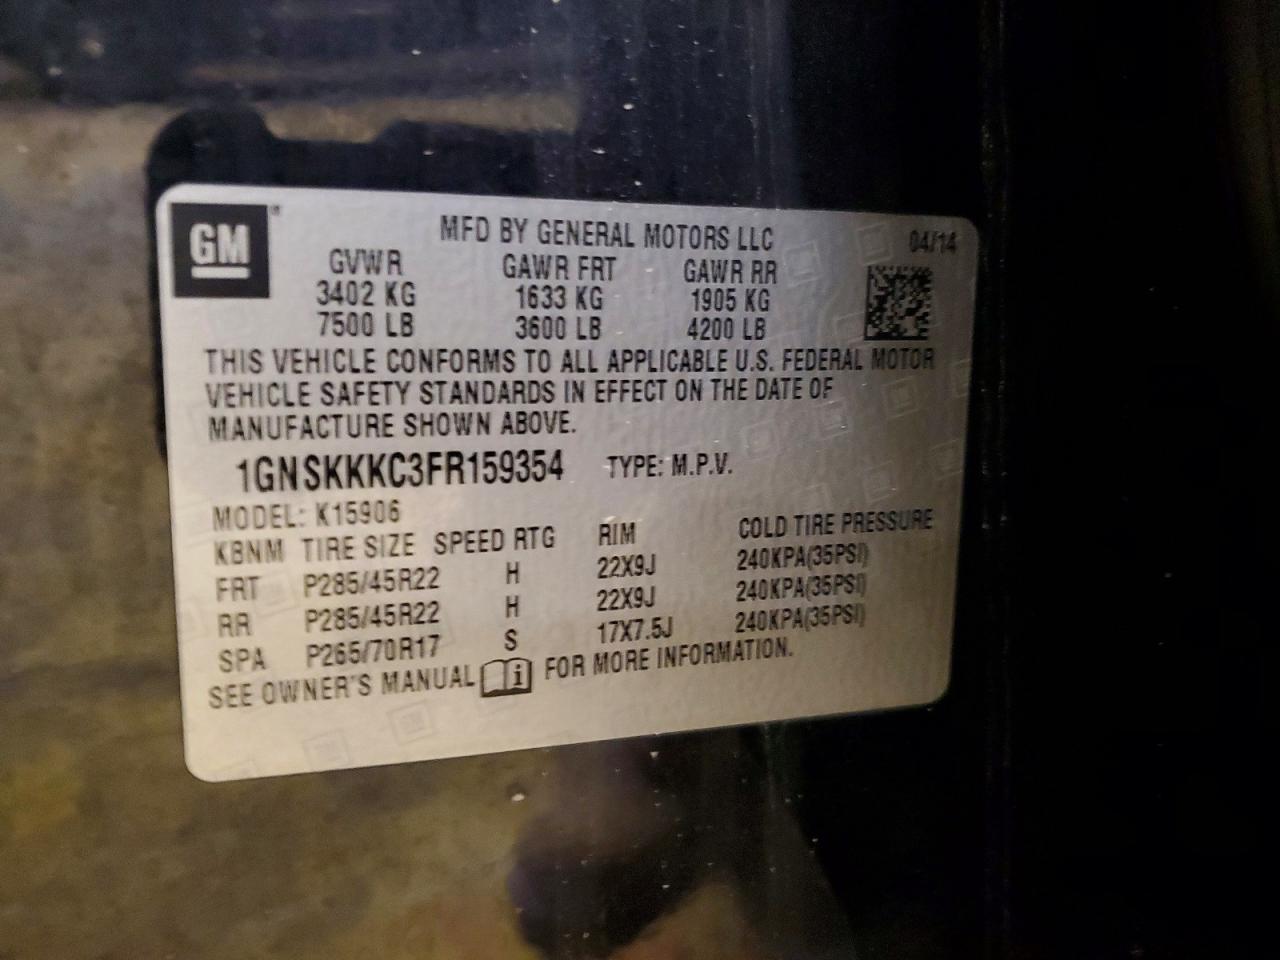 GM
MFD BY GENERAL MOTORS LLC 04/14
GVWR GAWR FRT GAWR RR
3402 KG 1633 KG 1905 KG
7500 LB 3600 LB 4200 LB
THIS VEHICLE CONFORMS TO ALL APPLICABLE U.S. FEDERAL MOTOR
VEHICLE SAFETY STANDARDS IN EFFECT ON THE DATE OF
MANUFACTURE SHOWN ABOVE.
1GNSKKKC3FR159354 TYPE: M.P.V.
MODEL: K15906
KBNM TIRE SIZE SPEED RTG RIM COLD TIRE PRESSURE
FRT P285/45R22 H 22X9J 240KPA(35PSI)
RR P285/45R22 H 22X9J 240KPA(35PSI)
SPA P265/70R17 S 17X7.5J 240KPA(35PSI)
SEE OWNER'S MANUAL FOR MORE INFORMATION.